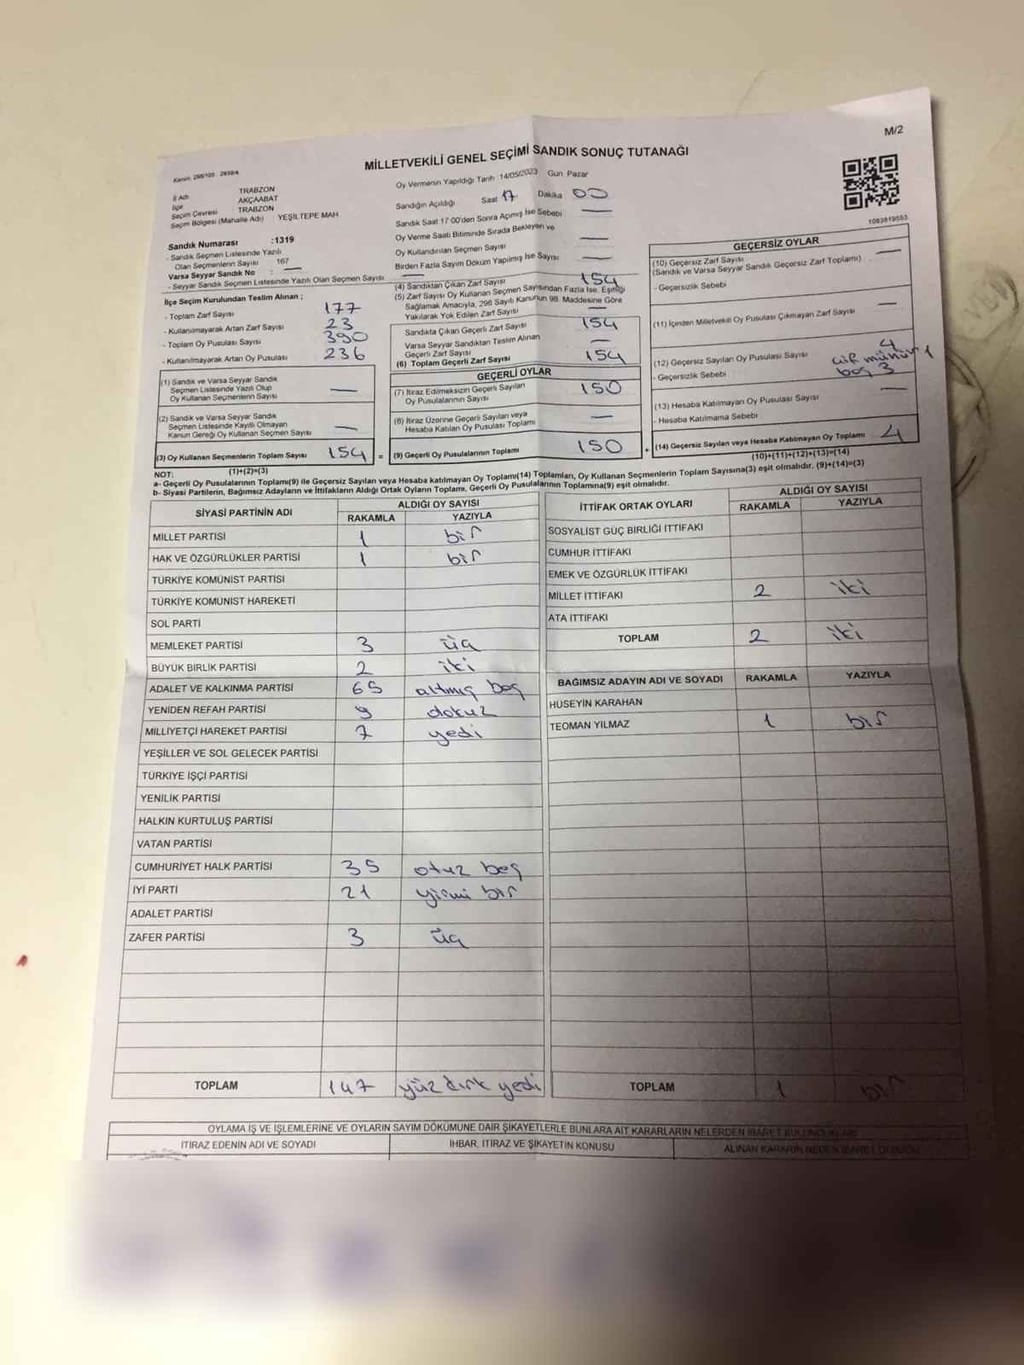 M/2
MİLLETVEKİLİ GENEL SEÇİMİ SANDIK SONUÇ TUTANAĞI
İl Adı TRABZON
İlçe AKÇAABAT
Seçim Çevresi TRABZON
Seçim Bölgesi (Mahalle Adı) YEŞİLTEPE MAH
Sandık Numarası :1319
- Sandık Seçmen Listesinde Yazılı
Olan Seçmenlerin Sayısı 167
Varsa Seyyar Sandık No : —
- Seyyar Sandık Seçmen Listesinde Yazılı Olan Seçmen Sayısı —
İlçe Seçim Kurulundan Teslim Alınan ;
- Toplam Zarf Sayısı 177
- Kullanılmayarak Artan Zarf Sayısı 23
- Toplam Oy Pusulası Sayısı 390
- Kullanılmayarak Artan Oy Pusulası 236
(1) Sandık ve Varsa Seyyar Sandık
Seçmen Listesinde Yazılı Olup
Oy Kullanan Seçmenlerin Sayısı —
(2) Sandık ve Varsa Seyyar Sandık
Seçmen Listesinde Kayıtlı Olmayan
Kanun Gereği Oy Kullanan Seçmen Sayısı —
(3) Oy Kullanan Seçmenlerin Toplam Sayısı 154 =
(1)+(2)=(3)
Oy Vermenin Yapıldığı Tarih 14/05/2023 Gün Pazar
Sandığın Açıldığı Saat 17 Dakika 00
Sandık Saat 17:00'den Sonra Açımış İse Sebebi —
Oy Verme Saati Bitiminde Sırada Bekleyen ve
Oy Kullandırılan Seçmen Sayısı —
Birden Fazla Sayım Döküm Yapılmış İse Sayısı —
(4) Sandıktan Çıkan Zarf Sayısı 154
(5) Zarf Sayısı Oy Kullanan Seçmen Sayısından Fazla İse, Eşitliği
Sağlamak Amacıyla, 298 Sayılı Kanunun 98. Maddesine Göre
Yakılarak Yok Edilen Zarf Sayısı —
Sandıkta Çıkan Geçerli Zarf Sayısı 154
Varsa Seyyar Sandıktan Teslim Alınan
Geçerli Zarf Sayısı —
(6) Toplam Geçerli Zarf Sayısı 154
GEÇERLİ OYLAR
(7) İtiraz Edilmeksizin Geçerli Sayılan
Oy Pusulalarının Sayısı 150
(8) İtiraz Üzerine Geçerli Sayılan veya
Hesaba Katılan Oy Pusulası Toplamı —
(9) Geçerli Oy Pusulalarının Toplamı 150 +
1083819553
GEÇERSİZ OYLAR
(10) Geçersiz Zarf Sayısı
(Sandık ve Varsa Seyyar Sandık Geçersiz Zarf Toplamı) —
- Geçersizlik Sebebi
(11) İçinden Milletvekili Oy Pusulası Çıkmayan Zarf Sayısı —
(12) Geçersiz Sayılan Oy Pusulası Sayısı 4
- Geçersizlik Sebebi çift mühür 1
boş 3
(13) Hesaba Katılmayan Oy Pusulası Sayısı —
- Hesaba Katılmama Sebebi
(14) Geçersiz Sayılan veya Hesaba Katılmayan Oy Toplamı 4
(10)+(11)+(12)+(13)=(14)
NOT:
a- Geçerli Oy Pusulalarının Toplamı(9) ile Geçersiz Sayılan veya Hesaba katılmayan Oy Toplamı(14) Toplamları, Oy Kullanan Seçmenlerin Toplam Sayısına(3) eşit olmalıdır. (9)+(14)=(3)
b- Siyasi Partilerin, Bağımsız Adayların ve İttifakların Aldığı Ortak Oyların Toplamı, Geçerli Oy Pusulalarının Toplamına(9) eşit olmalıdır.
SİYASİ PARTİNİN ADI ALDIĞI OY SAYISI
RAKAMLA YAZIYLA
MİLLET PARTİSİ 1 bir
HAK VE ÖZGÜRLÜKLER PARTİSİ 1 bir
TÜRKİYE KOMÜNİST PARTİSİ
TÜRKİYE KOMÜNİST HAREKETİ
SOL PARTİ
MEMLEKET PARTİSİ 3 üç
BÜYÜK BİRLİK PARTİSİ 2 iki
ADALET VE KALKINMA PARTİSİ 65 altmış beş
YENİDEN REFAH PARTİSİ 9 dokuz
MİLLİYETÇİ HAREKET PARTİSİ 7 yedi
YEŞİLLER VE SOL GELECEK PARTİSİ
TÜRKİYE İŞÇİ PARTİSİ
YENİLİK PARTİSİ
HALKIN KURTULUŞ PARTİSİ
VATAN PARTİSİ
CUMHURİYET HALK PARTİSİ 35 otuz beş
İYİ PARTİ 21 yirmi bir
ADALET PARTİSİ
ZAFER PARTİSİ 3 üç
TOPLAM 147 yüz kırk yedi
İTTİFAK ORTAK OYLARI ALDIĞI OY SAYISI
RAKAMLA YAZIYLA
SOSYALİST GÜÇ BİRLİĞİ İTTİFAKI
CUMHUR İTTİFAKI
EMEK VE ÖZGÜRLÜK İTTİFAKI
MİLLET İTTİFAKI 2 iki
ATA İTTİFAKI
TOPLAM 2 iki
BAĞIMSIZ ADAYIN ADI VE SOYADI RAKAMLA YAZIYLA
HÜSEYİN KARAHAN
TEOMAN YILMAZ 1 bir
TOPLAM 1 bir
OYLAMA İŞ VE İŞLEMLERİNE VE OYLARIN SAYIM DÖKÜMÜNE DAİR ŞİKAYETLERLE BUNLARA AİT KARARLARIN NELERDEN İBARET BULUNDUKLARI
İTİRAZ EDENİN ADI VE SOYADI İHBAR, İTİRAZ VE ŞİKAYETİN KONUSU ALINAN KARARIN NEDEN İBARET OLDUĞU